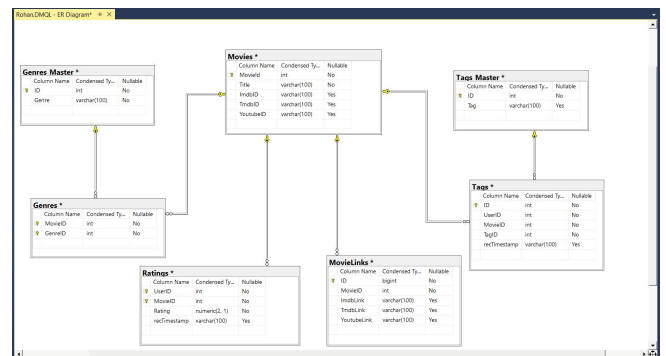 Rohan.DMQL - ER Diagram*
Movies *
Column Name Condensed Ty... Nullable
MovieId int No
Title varchar(100) No
ImdbID varchar(100) Yes
TmdbID varchar(100) Yes
YoutubeID varchar(100) Yes
Genres_Master *
Column Name Condensed Ty... Nullable
ID int No
Genre varchar(100) No
Tags_Master *
Column Name Condensed Ty... Nullable
ID int No
Tag varchar(100) Yes
Genres *
Column Name Condensed Ty... Nullable
MovieID int No
GenreID int No
Tags *
Column Name Condensed Ty... Nullable
ID int No
UserID int No
MovieID int No
TagID int No
recTimestamp varchar(100) Yes
Ratings *
Column Name Condensed Ty... Nullable
UserID int No
MovieID int No
Rating numeric(2, 1) No
recTimestamp varchar(100) Yes
MovieLinks *
Column Name Condensed Ty... Nullable
ID bigint No
MovieID int No
ImdbLink varchar(100) Yes
TmdbLink varchar(100) Yes
YoutubeLink varchar(100) Yes